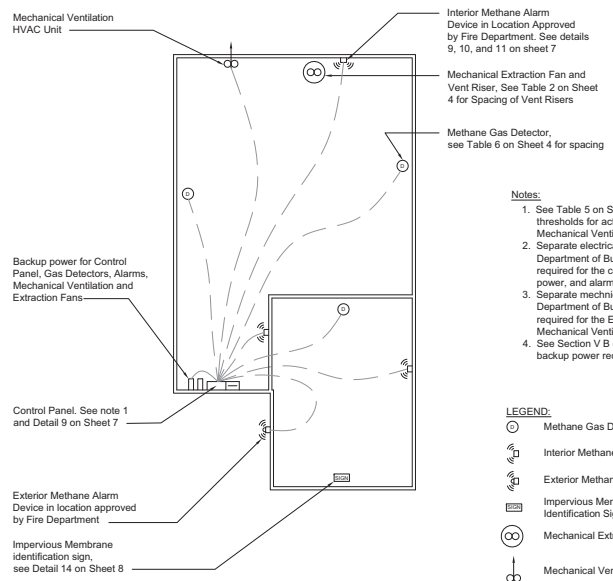 Mechanical Ventilation
HVAC Unit
Interior Methane Alarm
Device in Location Approved
by Fire Department. See details
9, 10, and 11 on sheet 7
Mechanical Extraction Fan and
Vent Riser, See Table 2 on Sheet
4 for Spacing of Vent Risers
Methane Gas Detector,
see Table 6 on Sheet 4 for spacing
D
D
D
Backup power for Control
Panel, Gas Detectors, Alarms,
Mechanical Ventilation and
Extraction Fans
Control Panel. See note 1
and Detail 9 on Sheet 7
Exterior Methane Alarm
Device in location approved
by Fire Department
Impervious Membrane
identification sign,
see Detail 14 on Sheet 8
SIGN
Notes:
1. See Table 5 on S
thresholds for act
Mechanical Ventil
2. Separate electrica
Department of Bu
required for the c
power, and alarm
3. Separate mechnic
Department of Bu
required for the E
Mechanical Ventil
4. See Section V B
backup power rec
LEGEND:
D Methane Gas D
Interior Methane
Exterior Methan
SIGN Impervious Mem
Identification Sig
Mechanical Extr
Mechanical Ven